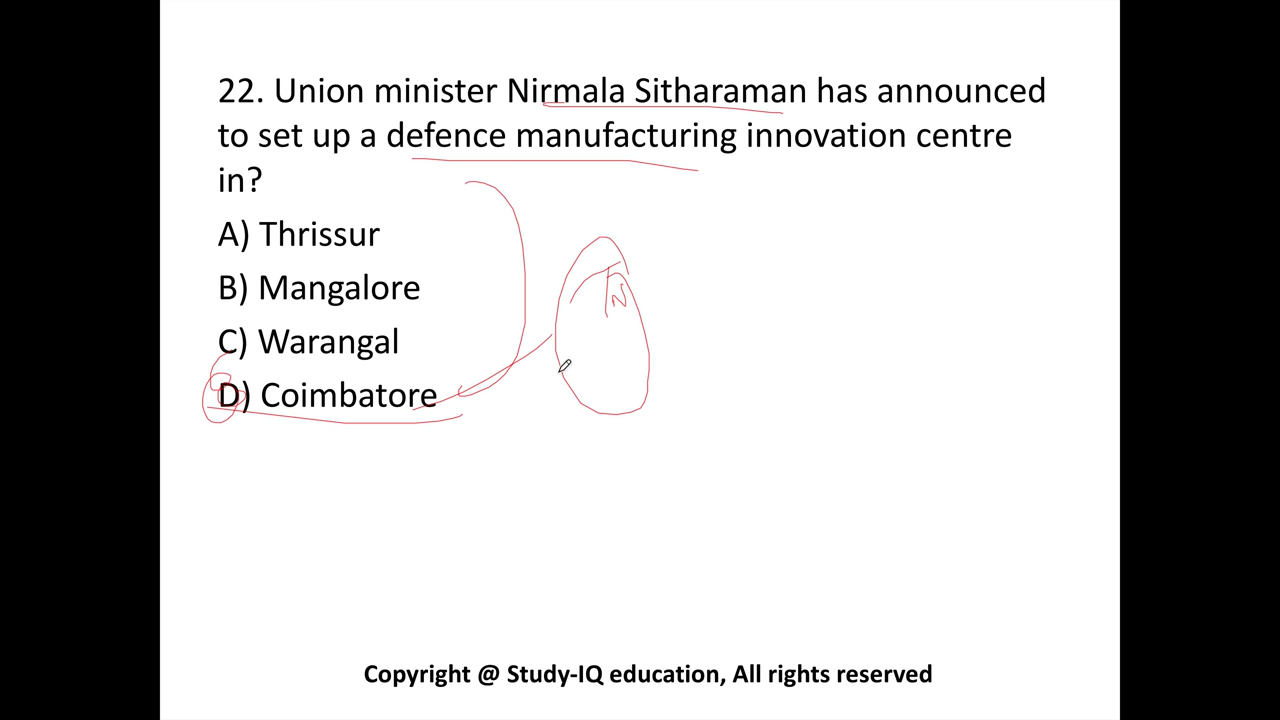 22. Union minister Nirmala Sitharaman has announced
to set up a defence manufacturing innovation centre
in?
A) Thrissur
B) Mangalore
C) Warangal
D) Coimbatore
Copyright @ Study-IQ education, All rights reserved